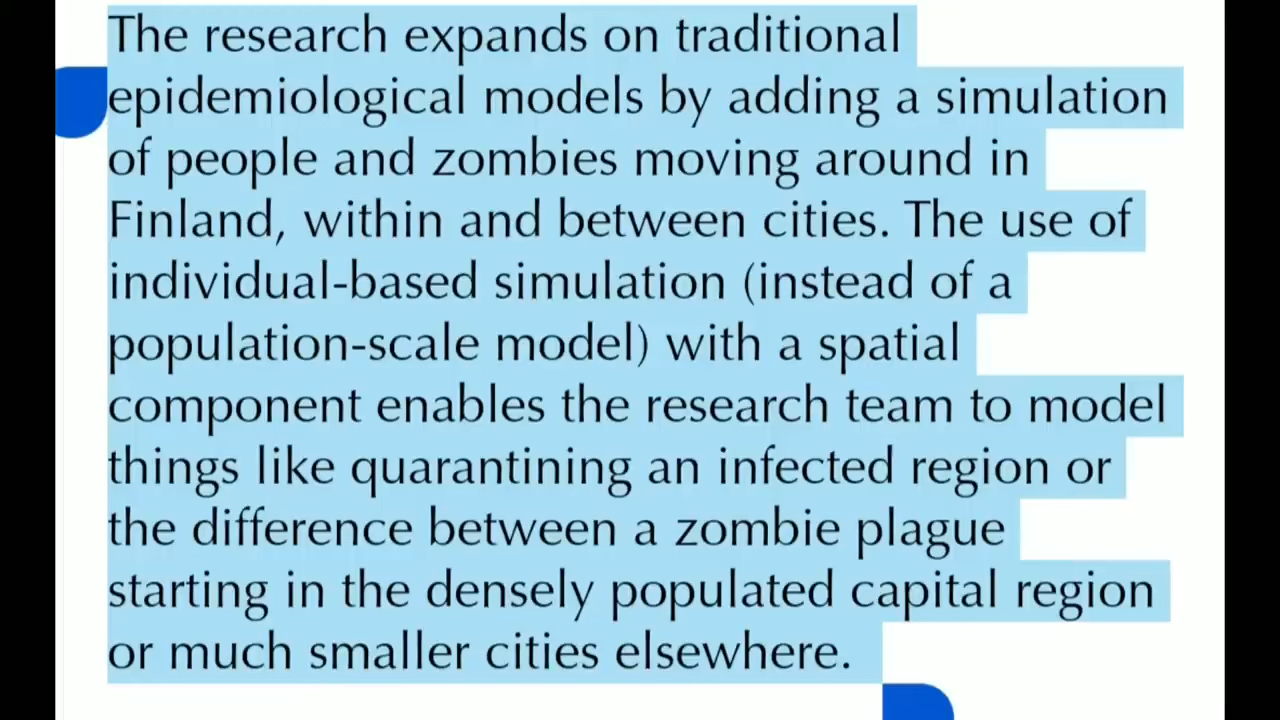 The research expands on traditional
epidemiological models by adding a simulation
of people and zombies moving around in
Finland, within and between cities. The use of
individual-based simulation (instead of a
population-scale model) with a spatial
component enables the research team to model
things like quarantining an infected region or
the difference between a zombie plague
starting in the densely populated capital region
or much smaller cities elsewhere.